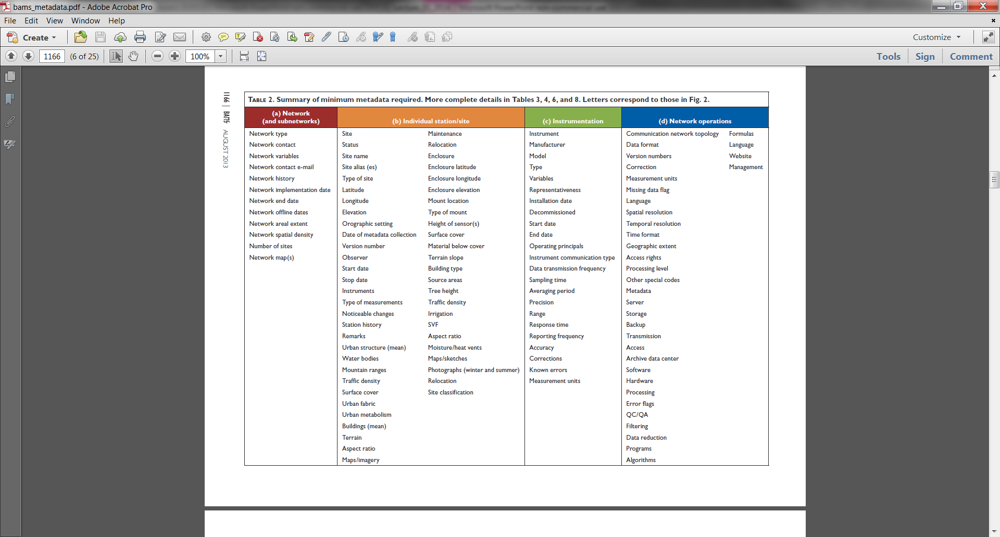 bams_metadata.pdf - Adobe Acrobat Pro
File Edit View Window Help
Create Customize
1166 (6 of 25) 100% Tools Sign Comment
1166 | BAMS AUGUST 2013
TABLE 2. Summary of minimum metadata required. More complete details in Tables 3, 4, 6, and 8. Letters correspond to those in Fig. 2.
(a) Network
(and subnetworks)
(b) Individual station/site
(c) Instrumentation
(d) Network operations
Network type
Network contact
Network variables
Network contact e-mail
Network history
Network implementation date
Network end date
Network offline dates
Network areal extent
Network spatial density
Number of sites
Network map(s)
Site
Status
Site name
Site alias (es)
Type of site
Latitude
Longitude
Elevation
Orographic setting
Date of metadata collection
Version number
Observer
Start date
Stop date
Instruments
Type of measurements
Noticeable changes
Station history
Remarks
Urban structure (mean)
Water bodies
Mountain ranges
Traffic density
Surface cover
Urban fabric
Urban metabolism
Buildings (mean)
Terrain
Aspect ratio
Maps/imagery
Maintenance
Relocation
Enclosure
Enclosure latitude
Enclosure longitude
Enclosure elevation
Mount location
Type of mount
Height of sensor(s)
Surface cover
Material below cover
Terrain slope
Building type
Source areas
Tree height
Traffic density
Irrigation
SVF
Aspect ratio
Moisture/heat vents
Maps/sketches
Photographs (winter and summer)
Relocation
Site classification
Instrument
Manufacturer
Model
Type
Variables
Representativeness
Installation date
Decommissioned
Start date
End date
Operating principals
Instrument communication type
Data transmission frequency
Sampling time
Averaging period
Precision
Range
Response time
Reporting frequency
Accuracy
Corrections
Known errors
Measurement units
Communication network topology
Data format
Version numbers
Correction
Measurement units
Missing data flag
Language
Spatial resolution
Temporal resolution
Time format
Geographic extent
Access rights
Processing level
Other special codes
Metadata
Server
Storage
Backup
Transmission
Access
Archive data center
Software
Hardware
Processing
Error flags
QC/QA
Filtering
Data reduction
Programs
Algorithms
Formulas
Language
Website
Management